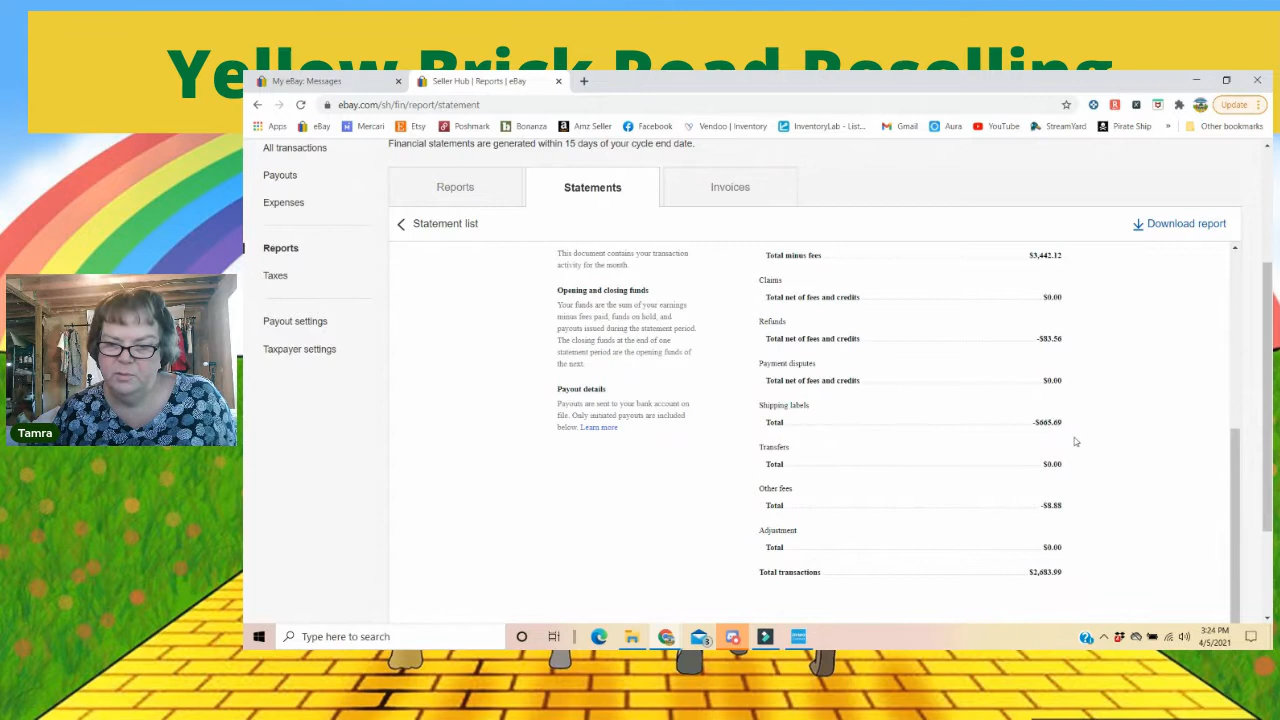 Yellow Brick Road Reselling
My eBay: Messages
Seller Hub | Reports | eBay
ebay.com/sh/fin/report/statement
Update
Apps
eBay
Mercari
Etsy
Poshmark
Bonanza
Amz Seller
Facebook
Vendoo | Inventory
InventoryLab - List...
Gmail
Aura
YouTube
StreamYard
Pirate Ship
»
Other bookmarks
All transactions
Payouts
Expenses
Reports
Taxes
Payout settings
Taxpayer settings
Financial statements are generated within 15 days of your cycle end date.
Reports
Statements
Invoices
Statement list
Download report
This document contains your transaction
activity for the month.
Opening and closing funds
Your funds are the sum of your earnings
minus fees paid, funds on hold, and
payouts issued during the statement period.
The closing funds at the end of one
statement period are the opening funds of
the next.
Payout details
Payouts are sent to your bank account on
file. Only initiated payouts are included
below. Learn more
Total minus fees $3,442.12
Claims
Total net of fees and credits $0.00
Refunds
Total net of fees and credits -$83.56
Payment disputes
Total net of fees and credits $0.00
Shipping labels
Total -$665.69
Transfers
Total $0.00
Other fees
Total -$8.88
Adjustment
Total $0.00
Total transactions $2,683.99
Tamra
Type here to search
3
3:24 PM
4/5/2021